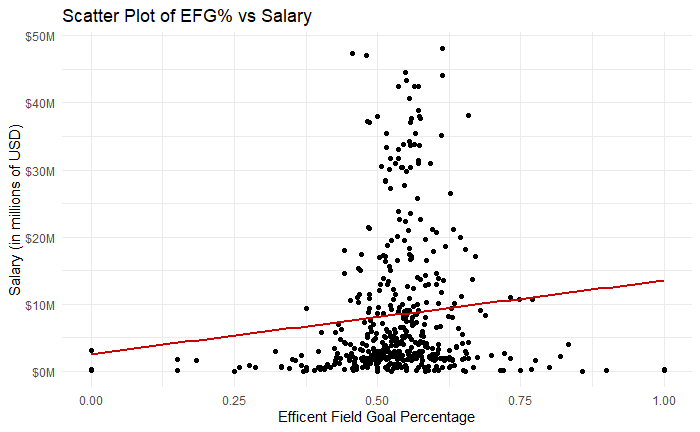 Scatter Plot of EFG% vs Salary
$50M
$40M
$30M
$20M
$10M
$0M
Salary (in millions of USD)
0.00 0.25 0.50 0.75 1.00
Efficent Field Goal Percentage